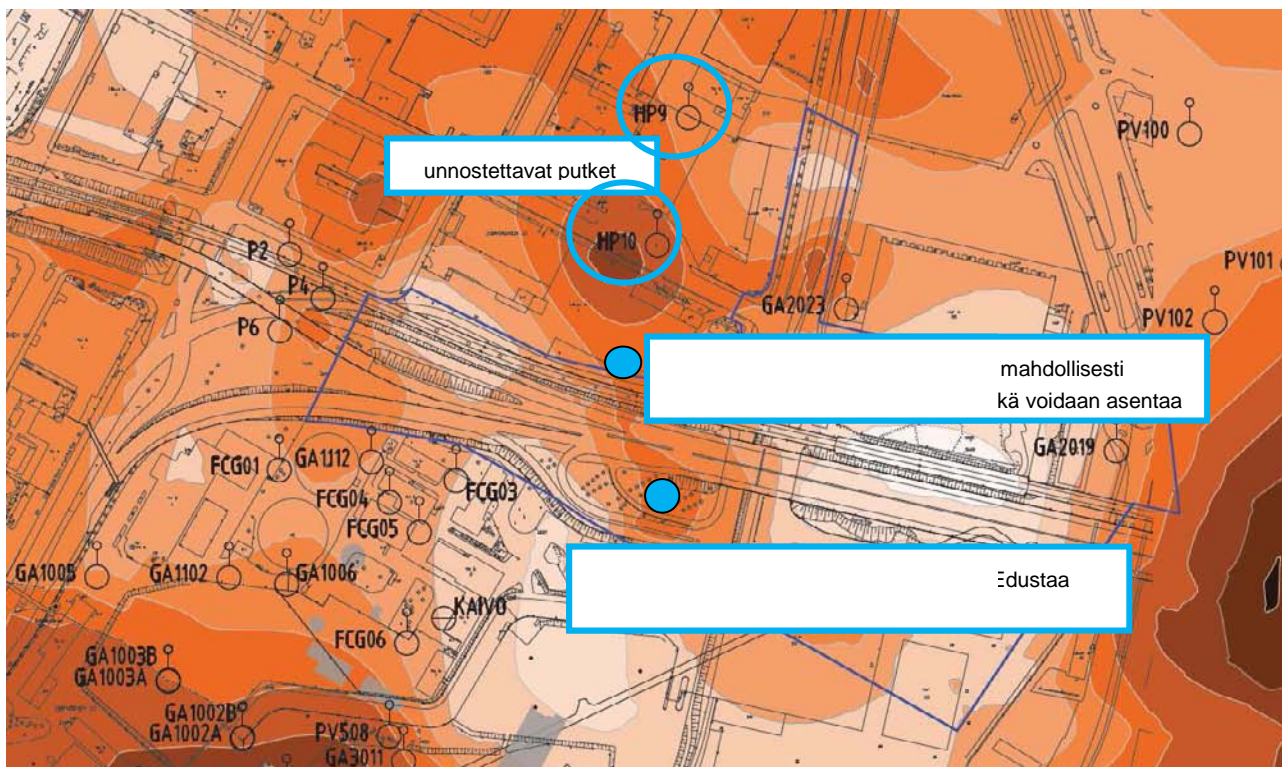 HP9
PV100
unnostettavat putket
HP10
P2
PV101
P4
GA2023
PV102
P6
mahdollisesti
kä voidaan asentaa
GA2019
GA1112
FCG01
FCG03
FCG04
FCG05
GA1005
GA1102
GA1006
Edustaa
KAIVO
FCG06
GA1003B
GA1003A
GA1002B
GA1002A
PV508
GA3011